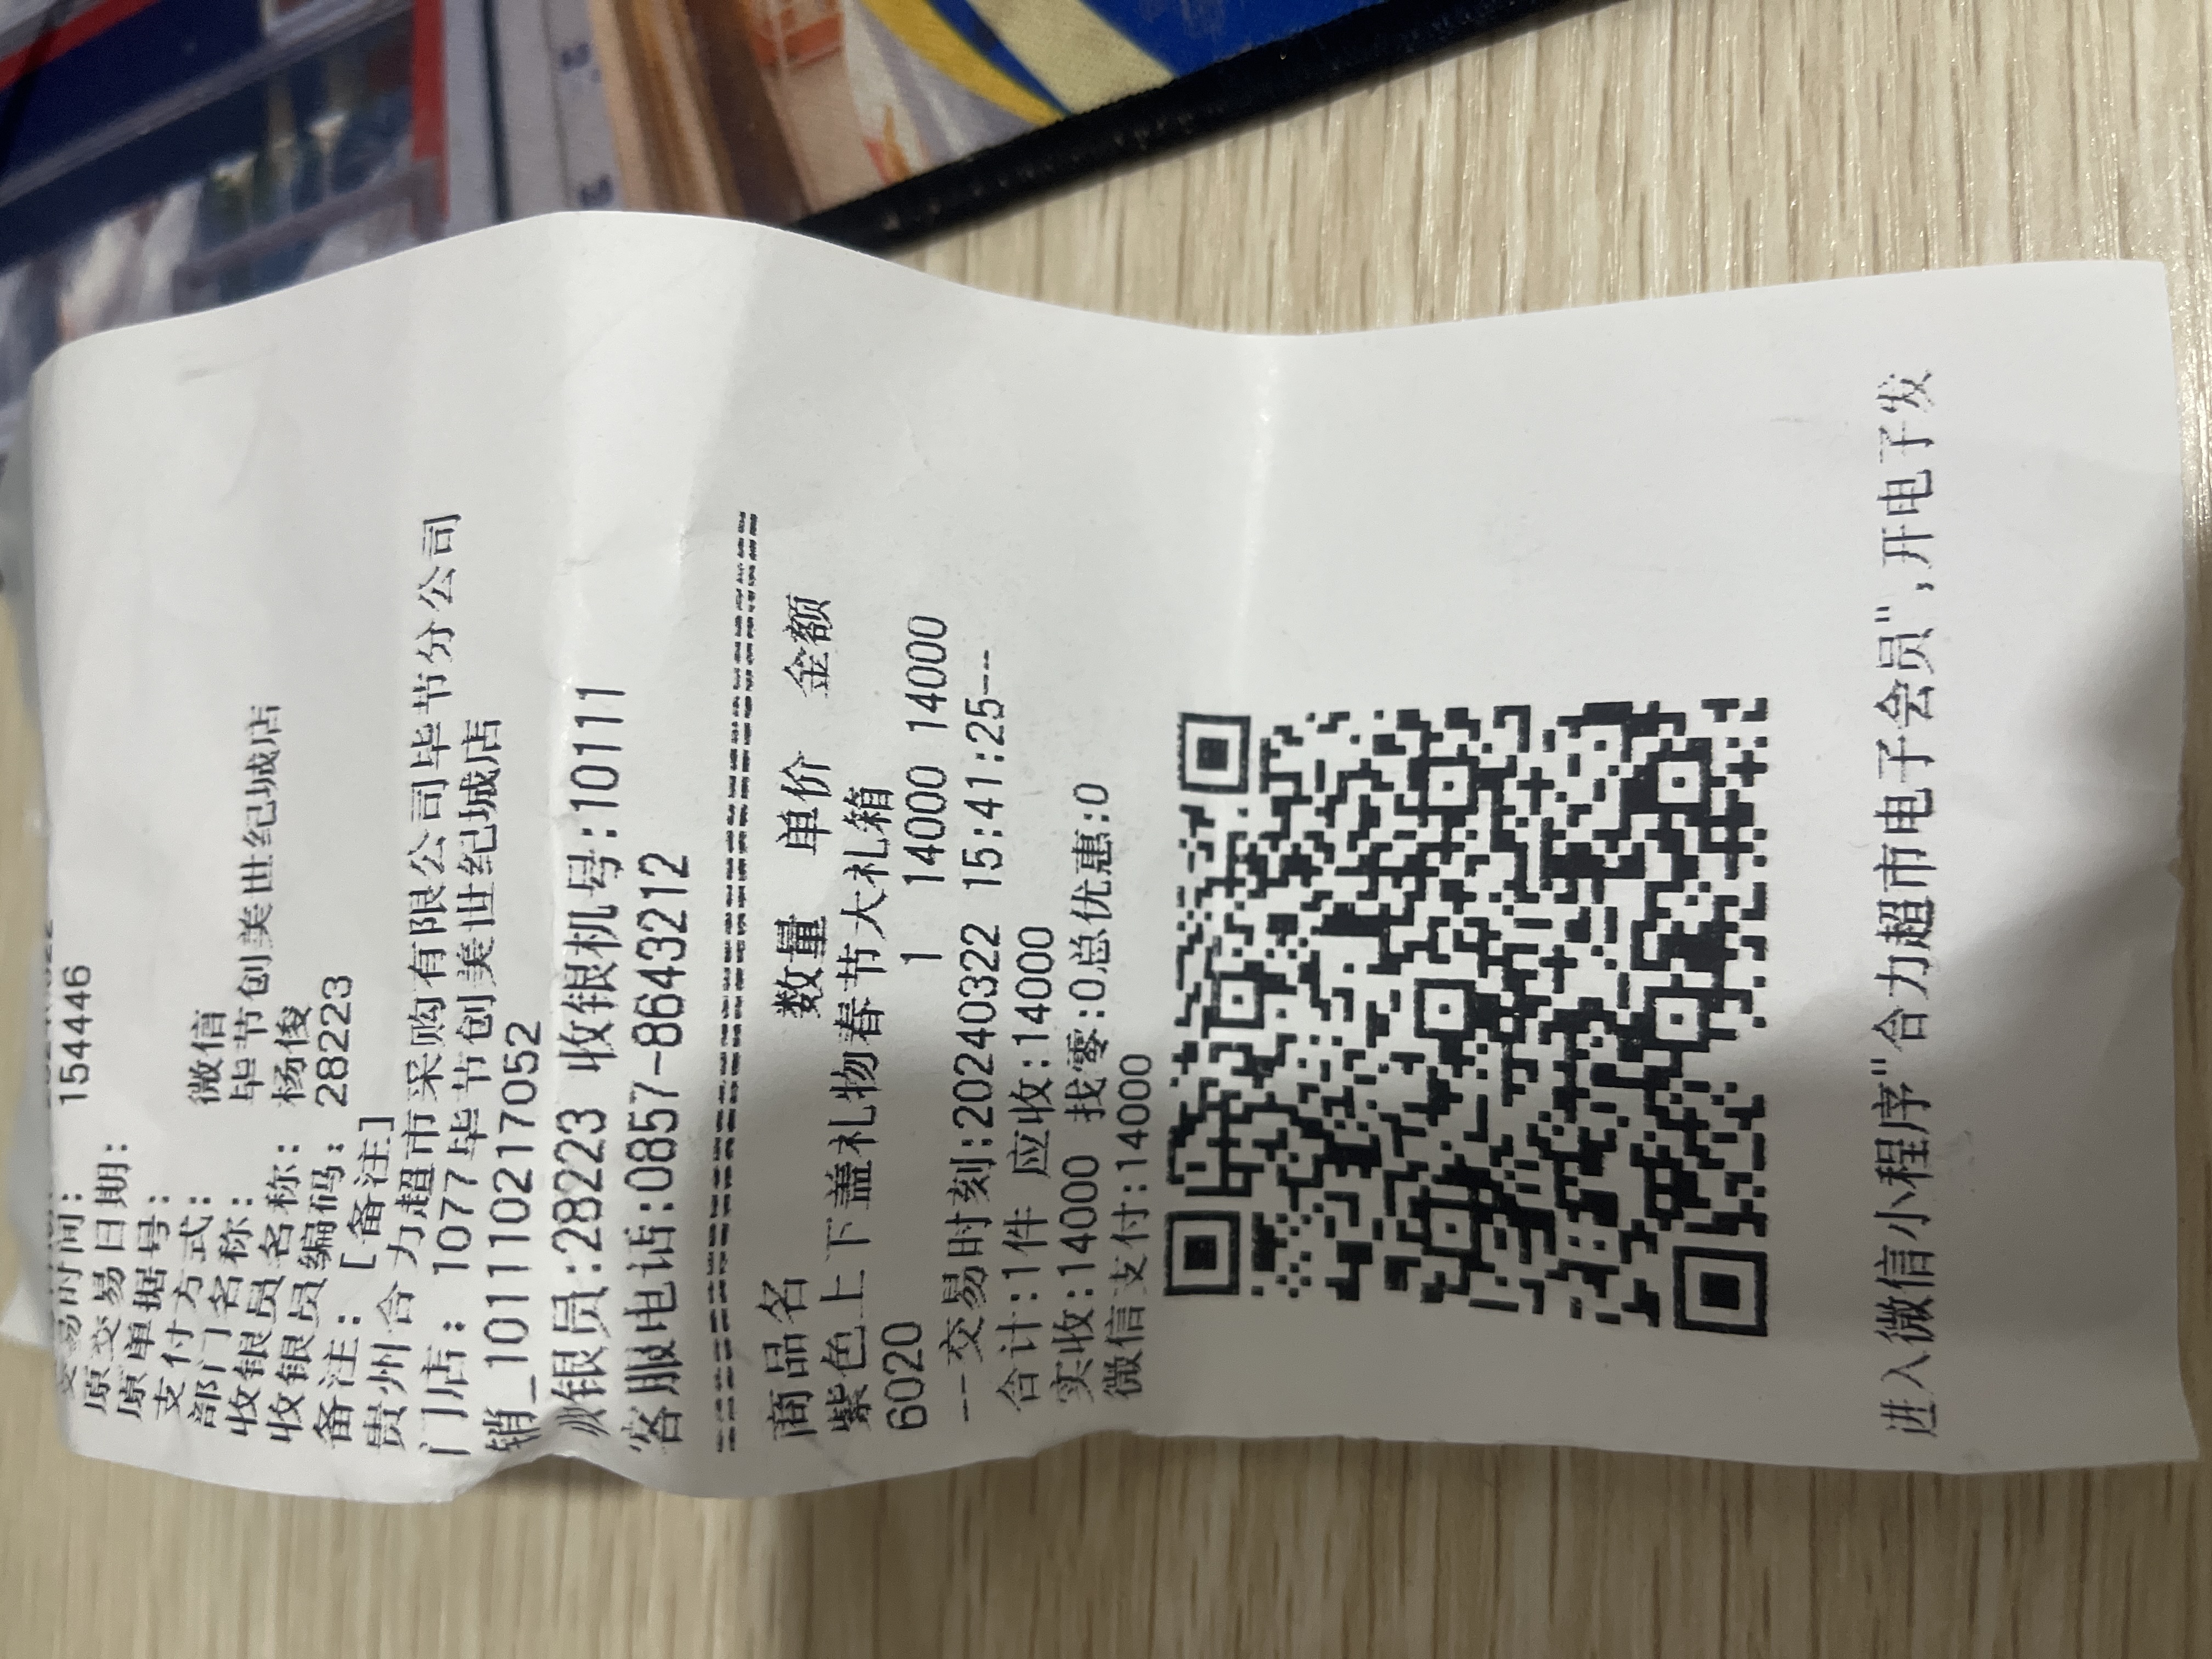 交易时间: 1544446
原交易日期:
原单据号:
支付方式: 微信
部门名称: 毕节创美世纪城店
收银员名称: 杨俊
收银员编码: 28223
备注: [备注]
贵州合力超市采购有限公司毕节分公司
门店: 1077毕节创美世纪城店
销_101110217052
收银员:28223 收银机号:10111
客服电话:0857-8643212
商品名 数量 单价 金额
紫色上下盖礼物春节大礼箱
6020 1 14000 14000
--交易时刻:20240322 15:41:25--
合计:1件 应收:14000
实收:14000 找零:0总优惠:0
微信支付:14000
进入微信小程序"合力超市电子会员",开电子发